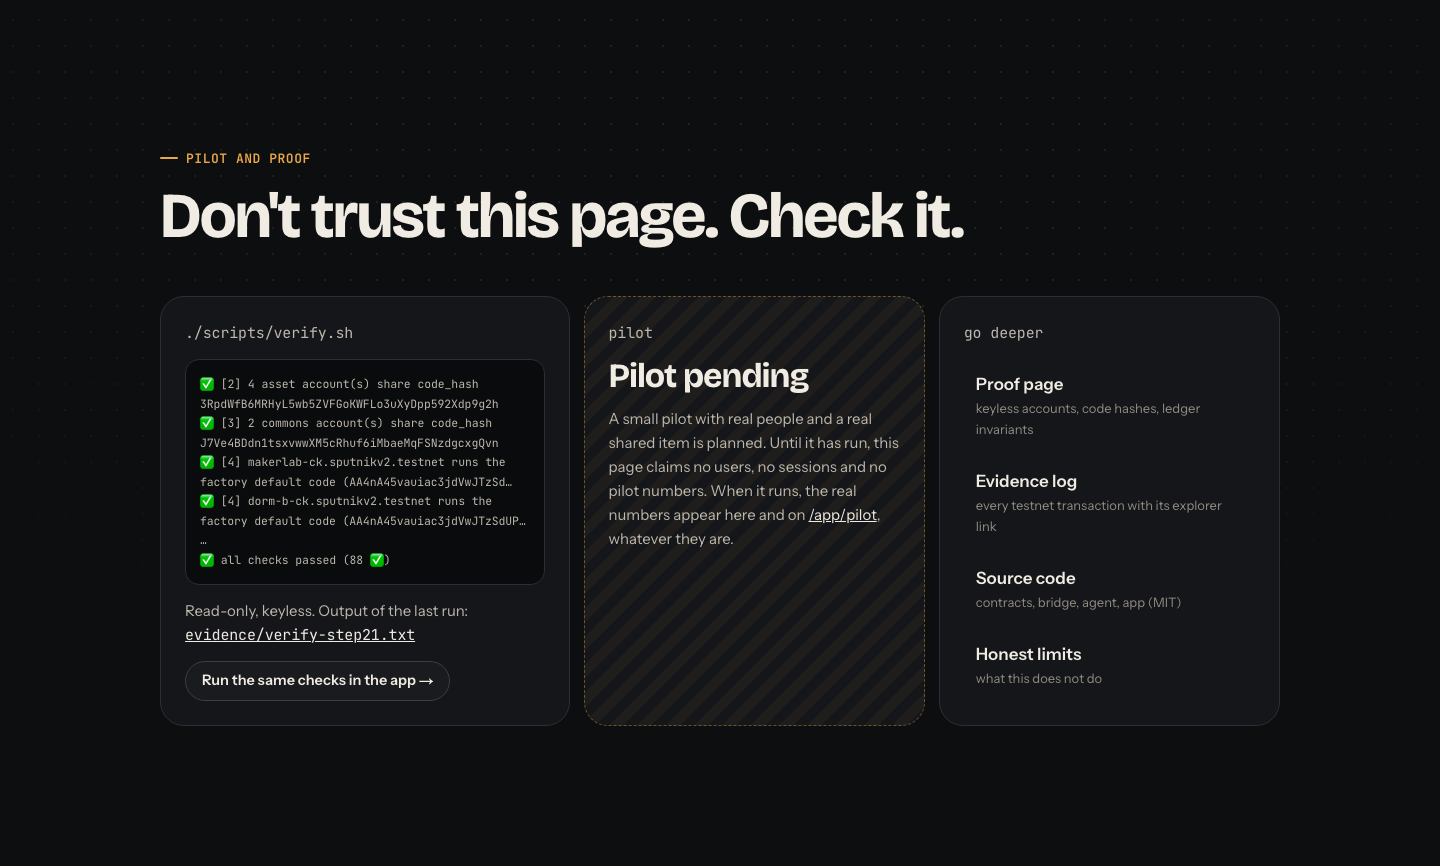 PILOT AND PROOF
Don't trust this page. Check it.
./scripts/verify.sh
✅ [2] 4 asset account(s) share code_hash
3RpdWfB6MRHyL5wb5ZVFGoKWFLo3uXyDpp592Xdp9g2h
✅ [3] 2 commons account(s) share code_hash
J7Ve4BDdn1tsxvwwXM5cRhuf6iMbaeMqFSNzdgcxgQvn
✅ [4] makerlab-ck.sputnikv2.testnet runs the
factory default code (AA4nA45vauiac3jdVwJTzSd…
✅ [4] dorm-b-ck.sputnikv2.testnet runs the
factory default code (AA4nA45vauiac3jdVwJTzSdUP…
…
✅ all checks passed (88 ✅)
Read-only, keyless. Output of the last run:
evidence/verify-step21.txt
Run the same checks in the app →
pilot
Pilot pending
A small pilot with real people and a real
shared item is planned. Until it has run, this
page claims no users, no sessions and no
pilot numbers. When it runs, the real
numbers appear here and on /app/pilot,
whatever they are.
go deeper
Proof page
keyless accounts, code hashes, ledger
invariants
Evidence log
every testnet transaction with its explorer
link
Source code
contracts, bridge, agent, app (MIT)
Honest limits
what this does not do